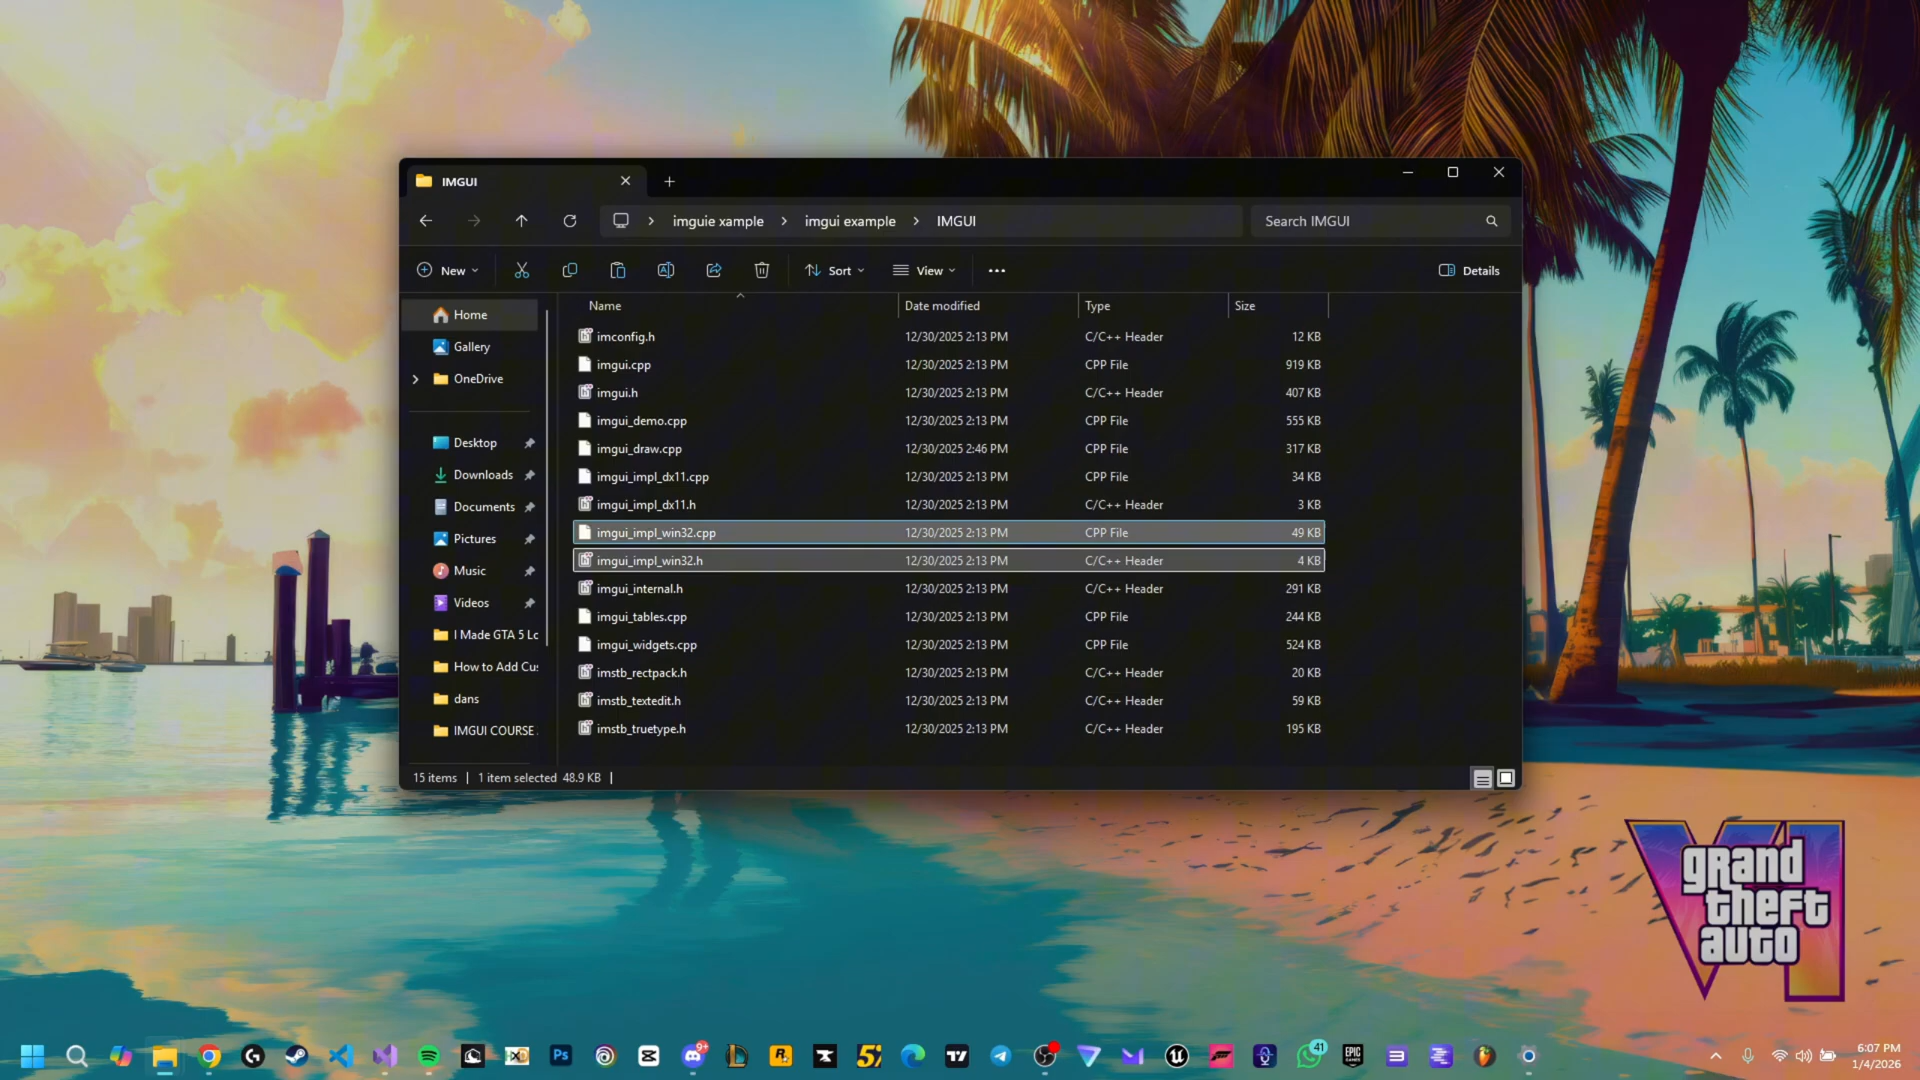 IMGUI
imguie xample
imgui example
IMGUI
Search IMGUI
New
Sort
View
Details
Home
Gallery
OneDrive
Desktop
Downloads
Documents
Pictures
Music
Videos
I Made GTA 5 Lc
How to Add Cus
dans
IMGUI COURSE
Name Date modified Type Size
imconfig.h 12/30/2025 2:13 PM C/C++ Header 12 KB
imgui.cpp 12/30/2025 2:13 PM CPP File 919 KB
imgui.h 12/30/2025 2:13 PM C/C++ Header 407 KB
imgui_demo.cpp 12/30/2025 2:13 PM CPP File 555 KB
imgui_draw.cpp 12/30/2025 2:46 PM CPP File 317 KB
imgui_impl_dx11.cpp 12/30/2025 2:13 PM CPP File 34 KB
imgui_impl_dx11.h 12/30/2025 2:13 PM C/C++ Header 3 KB
imgui_impl_win32.cpp 12/30/2025 2:13 PM CPP File 49 KB
imgui_impl_win32.h 12/30/2025 2:13 PM C/C++ Header 4 KB
imgui_internal.h 12/30/2025 2:13 PM C/C++ Header 291 KB
imgui_tables.cpp 12/30/2025 2:13 PM CPP File 244 KB
imgui_widgets.cpp 12/30/2025 2:13 PM CPP File 524 KB
imstb_rectpack.h 12/30/2025 2:13 PM C/C++ Header 20 KB
imstb_textedit.h 12/30/2025 2:13 PM C/C++ Header 59 KB
imstb_truetype.h 12/30/2025 2:13 PM C/C++ Header 195 KB
15 items | 1 item selected 48.9 KB |
VI
grand
theft
auto
Ps
9+
41
EPIC
6:07 PM
1/4/2026